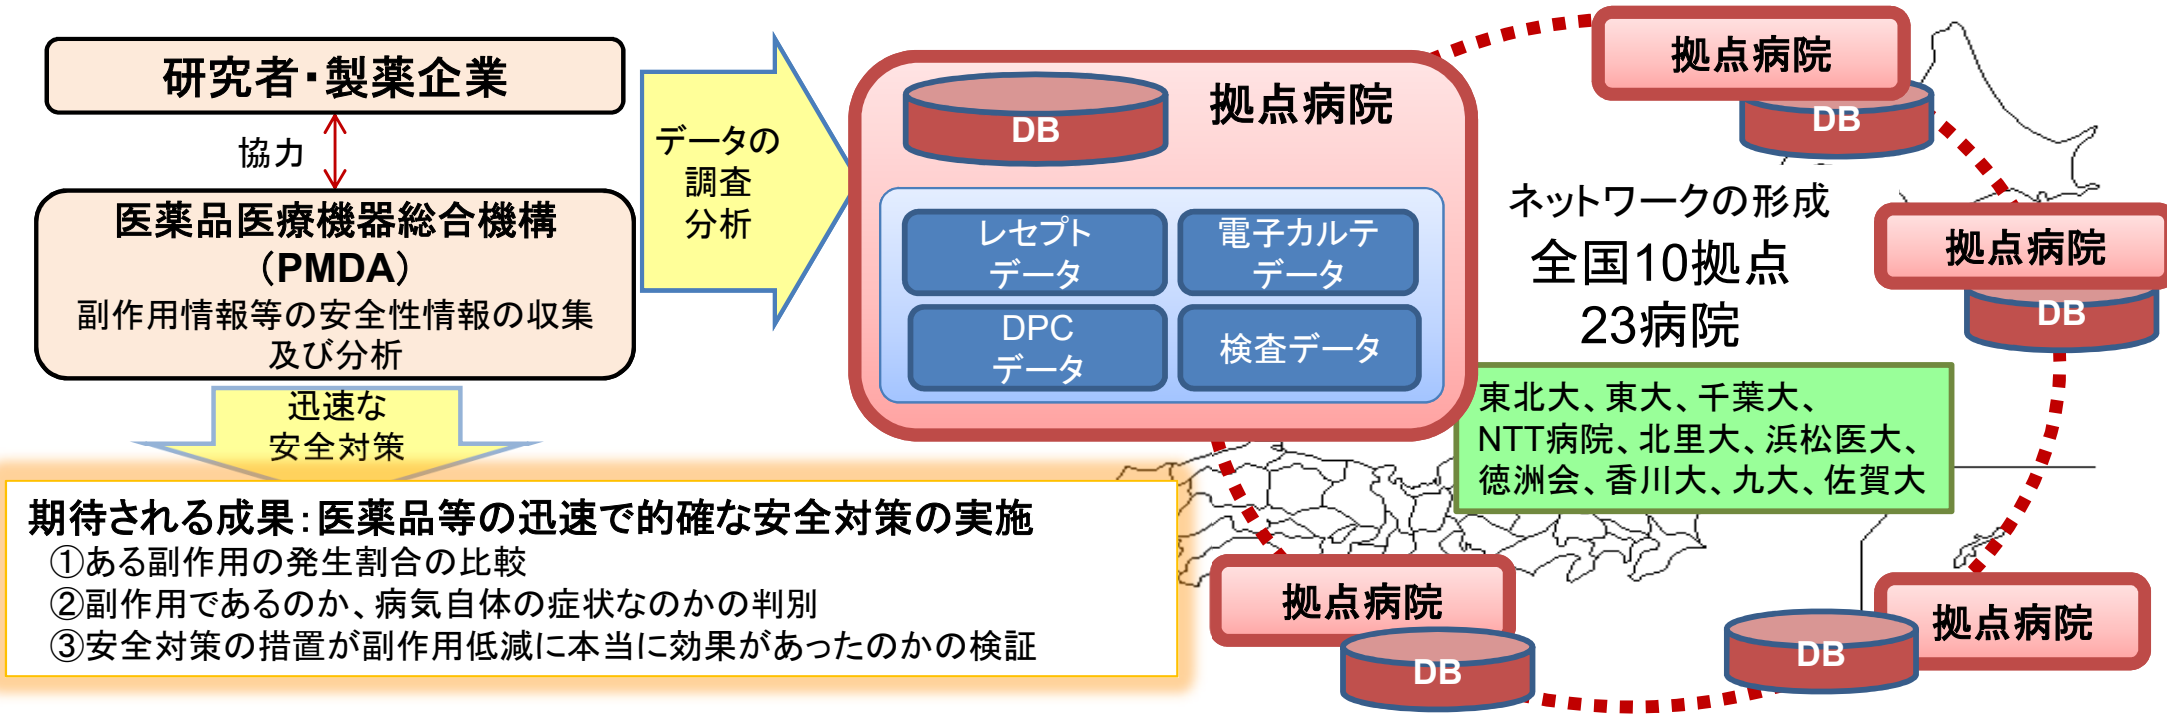 研究者・製薬企業
協力
医薬品医療機器総合機構
（PMDA）
副作用情報等の安全性情報の収集
及び分析
迅速な
安全対策
データの
調査
分析
拠点病院
DB
レセプト
データ
電子カルテ
データ
DPC
データ
検査データ
拠点病院
DB
ネットワークの形成
全国10拠点
23病院
拠点病院
DB
東北大、東大、千葉大、
NTT病院、北里大、浜松医大、
徳洲会、香川大、九大、佐賀大
拠点病院
DB
拠点病院
DB
期待される成果：医薬品等の迅速で的確な安全対策の実施
①ある副作用の発生割合の比較
②副作用であるのか、病気自体の症状なのかの判別
③安全対策の措置が副作用低減に本当に効果があったのかの検証